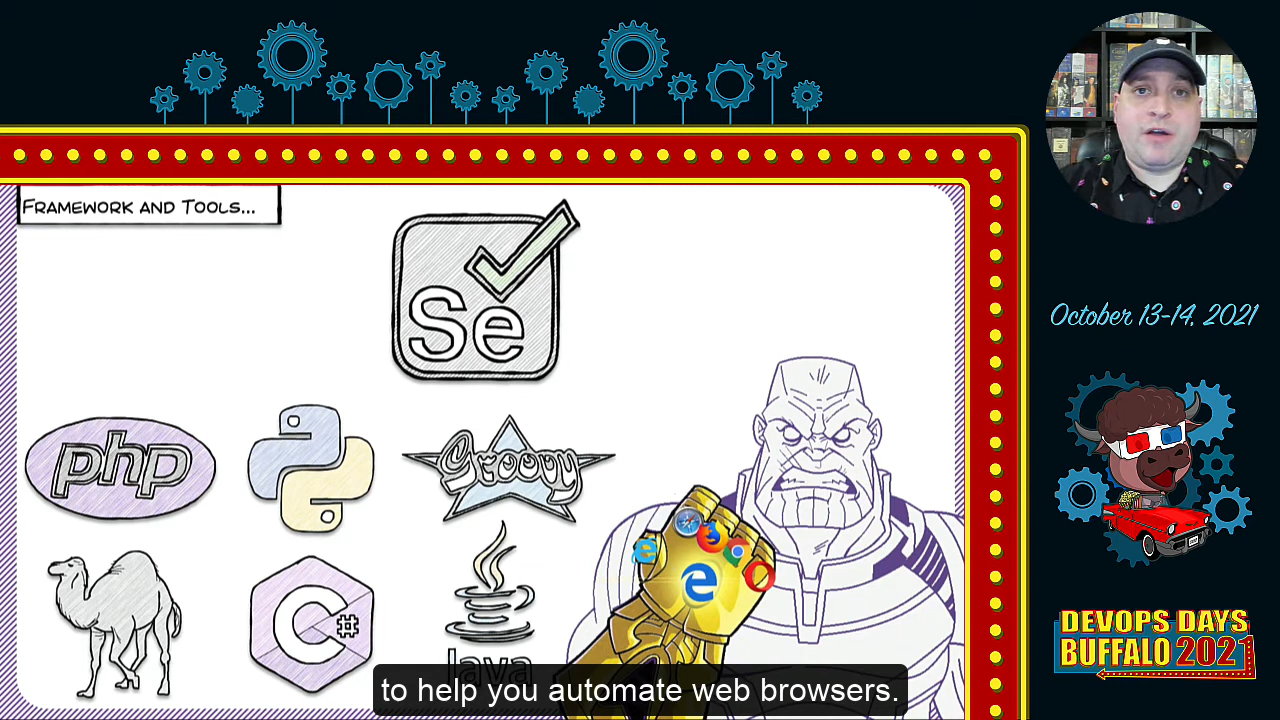 FRAMEWORK AND TOOLS...
Se
php
Groovy
C#
Java
to help you automate web browsers.
October 13-14, 2021
DEVOPS DAYS
BUFFALO 2021